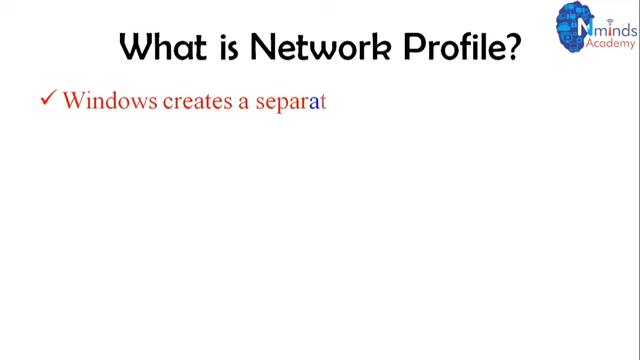 What is Network Profile?
Nminds
Academy
✓ Windows creates a separat